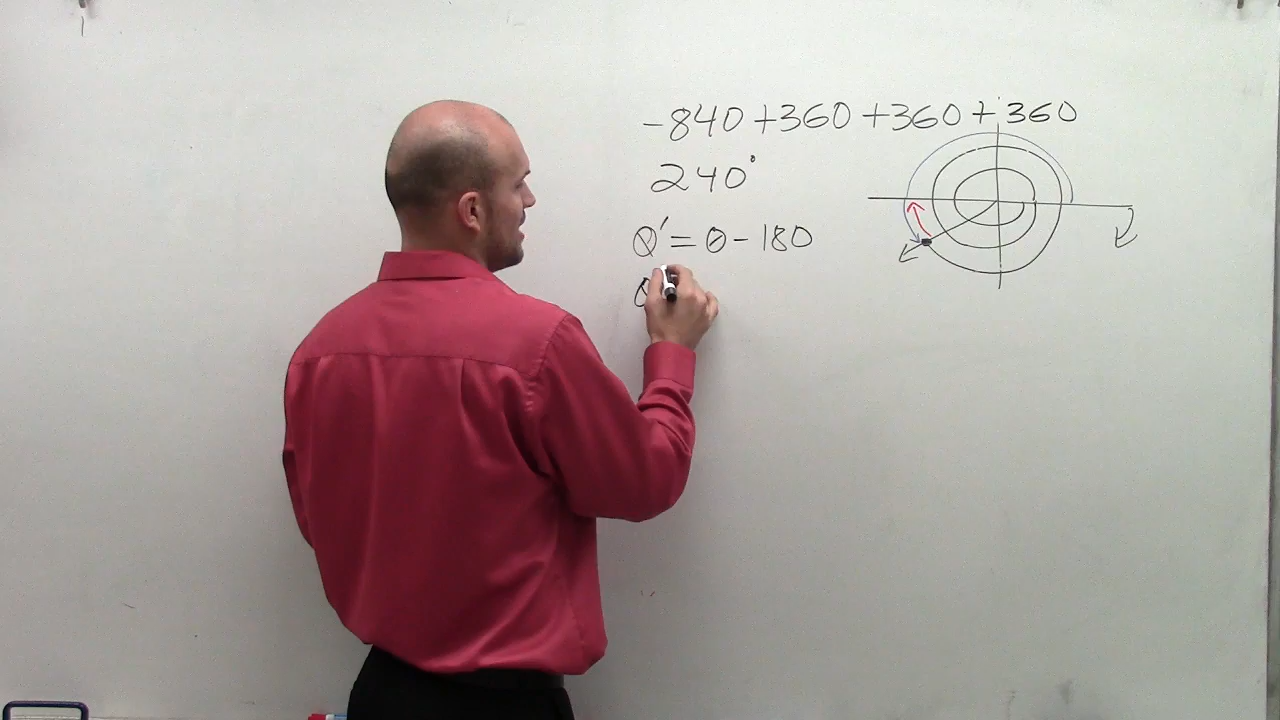 -840 +360 +360 + 360
240°
θ' = θ - 180
θ